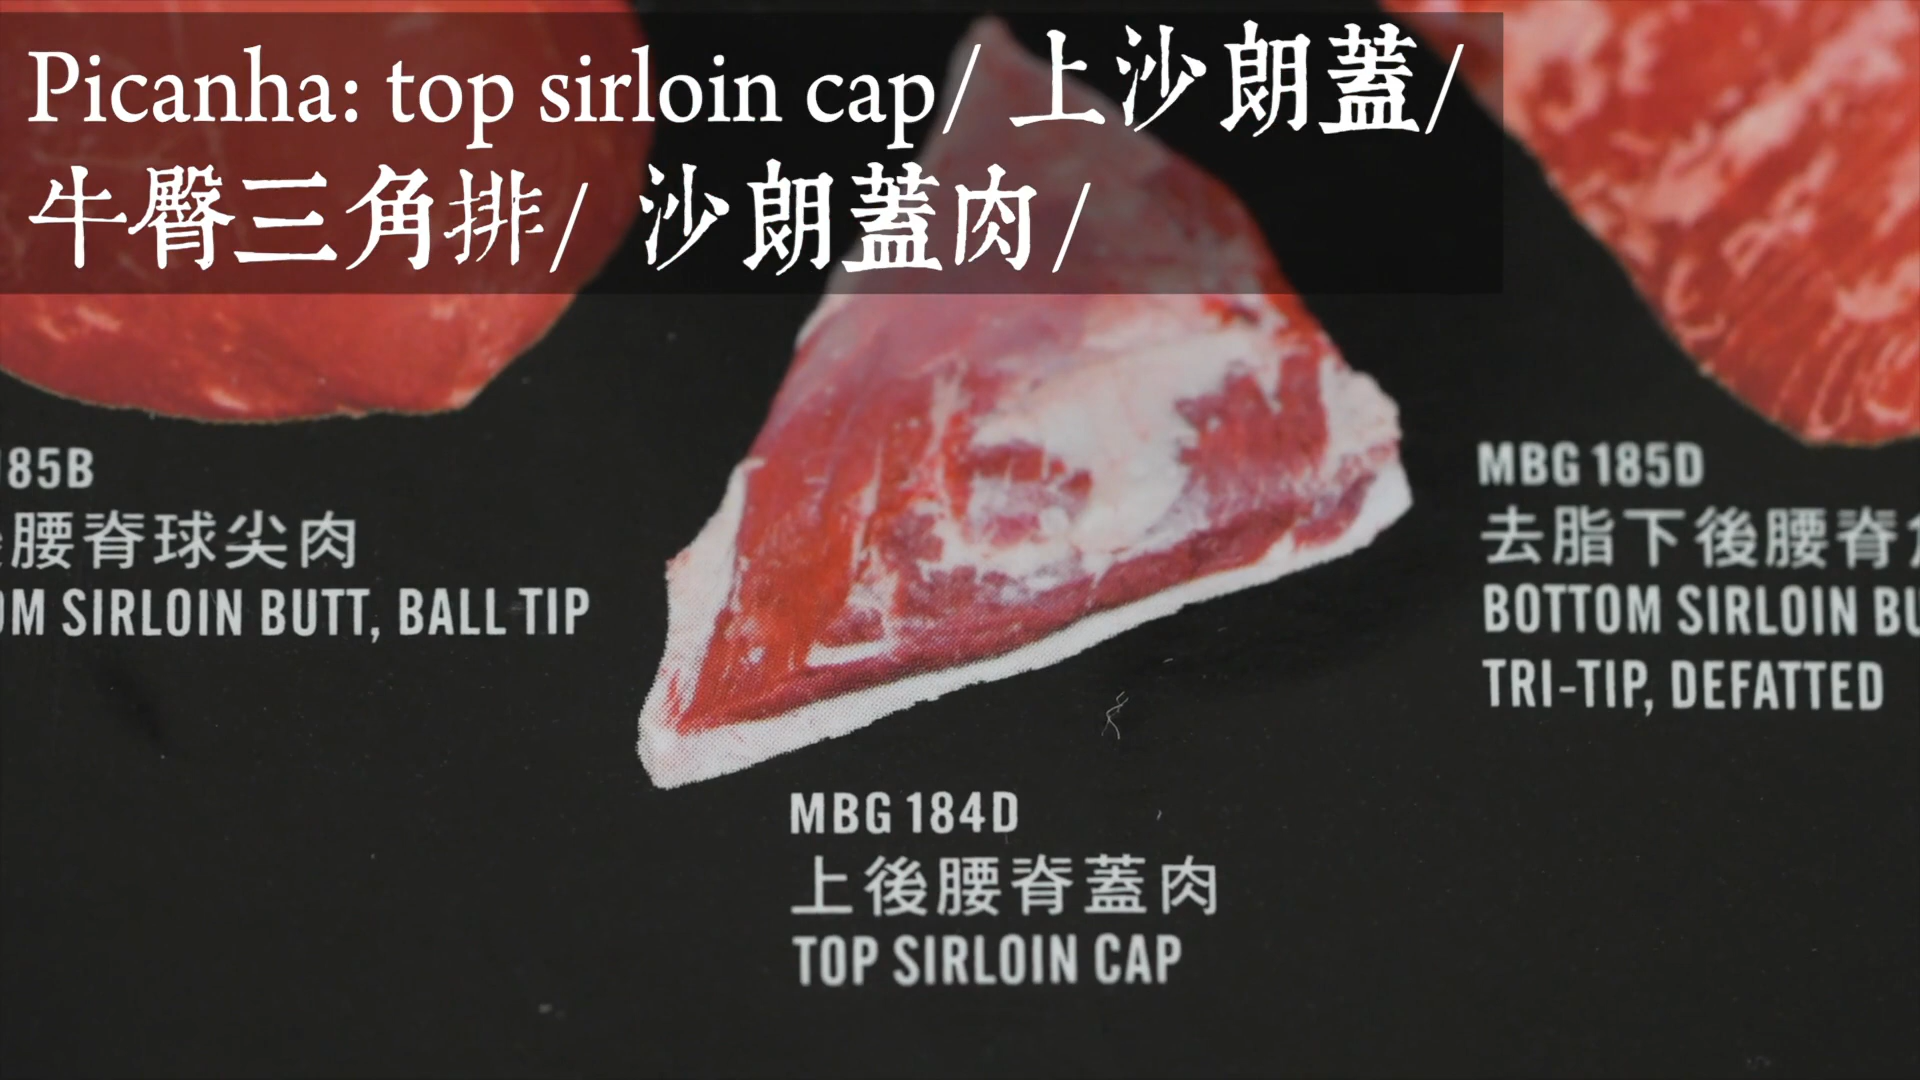 Picanha: top sirloin cap/ 上沙朗蓋/
牛臀三角排/ 沙朗蓋肉/
185B
腰脊球尖肉
OM SIRLOIN BUTT, BALL TIP
MBG 184D
上後腰脊蓋肉
TOP SIRLOIN CAP
MBG 185D
去脂下後腰脊
BOTTOM SIRLOIN BU
TRI-TIP, DEFATTED